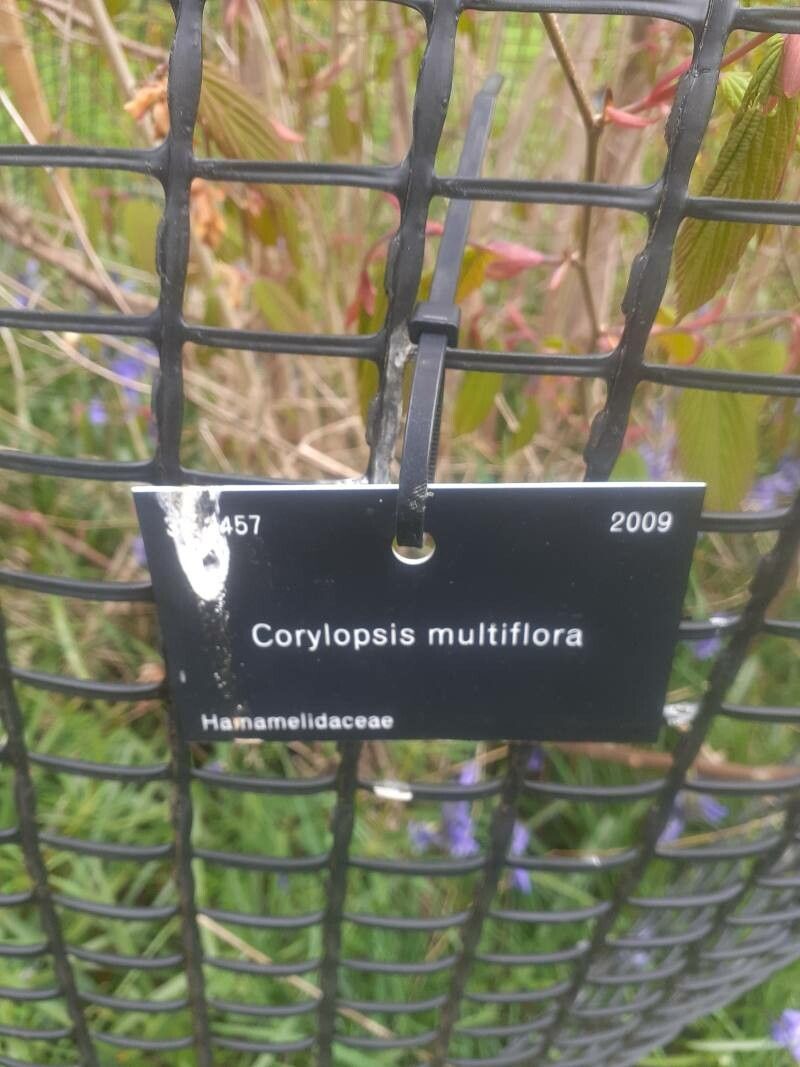 457
2009
Corylopsis multiflora
Hamamelidaceae